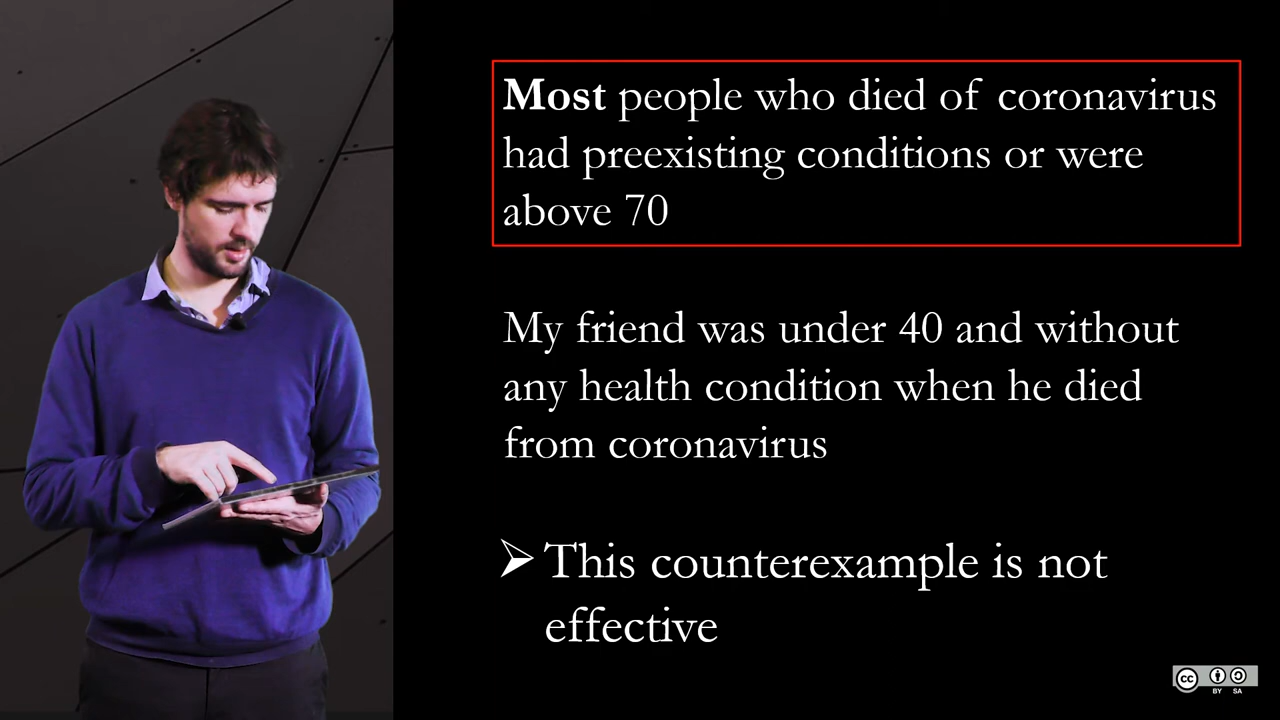 Most people who died of coronavirus
had preexisting conditions or were
above 70
My friend was under 40 and without
any health condition when he died
from coronavirus
➢ This counterexample is not
effective
cc
BY SA